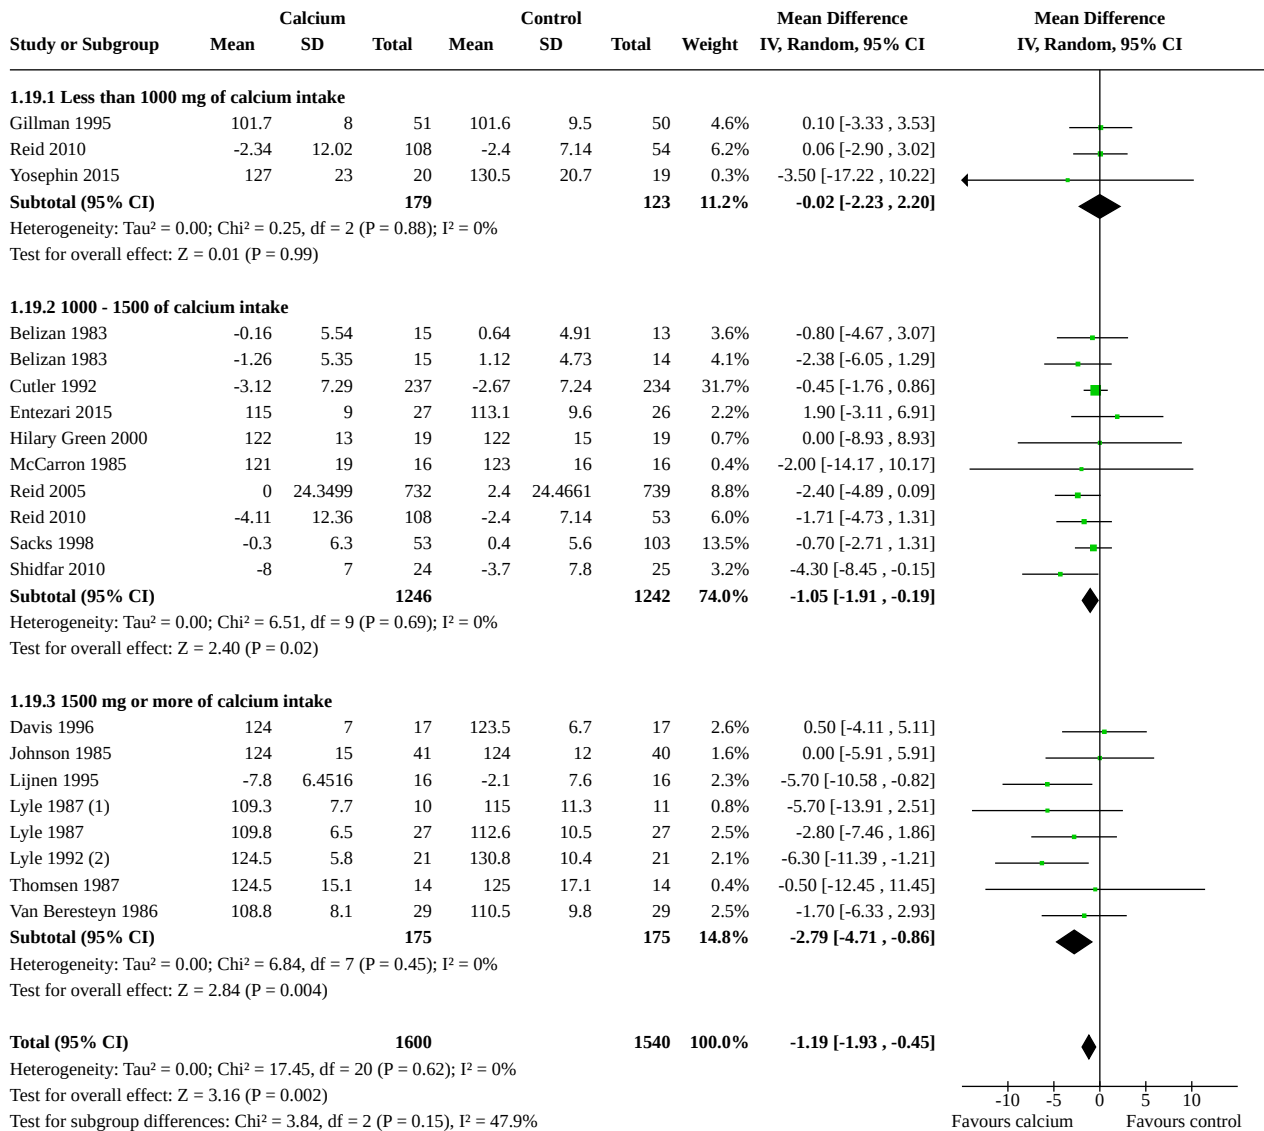 Calcium Control Mean Difference Mean Difference
Study or Subgroup Mean SD Total Mean SD Total Weight IV, Random, 95% CI IV, Random, 95% CI
1.19.1 Less than 1000 mg of calcium intake
Gillman 1995 101.7 8 51 101.6 9.5 50 4.6% 0.10 [-3.33 , 3.53]
Reid 2010 -2.34 12.02 108 -2.4 7.14 54 6.2% 0.06 [-2.90 , 3.02]
Yosephin 2015 127 23 20 130.5 20.7 19 0.3% -3.50 [-17.22 , 10.22]
Subtotal (95% CI) 179 123 11.2% -0.02 [-2.23 , 2.20]
Heterogeneity: Tau² = 0.00; Chi² = 0.25, df = 2 (P = 0.88); I² = 0%
Test for overall effect: Z = 0.01 (P = 0.99)
1.19.2 1000 - 1500 of calcium intake
Belizan 1983 -0.16 5.54 15 0.64 4.91 13 3.6% -0.80 [-4.67 , 3.07]
Belizan 1983 -1.26 5.35 15 1.12 4.73 14 4.1% -2.38 [-6.05 , 1.29]
Cutler 1992 -3.12 7.29 237 -2.67 7.24 234 31.7% -0.45 [-1.76 , 0.86]
Entezari 2015 115 9 27 113.1 9.6 26 2.2% 1.90 [-3.11 , 6.91]
Hilary Green 2000 122 13 19 122 15 19 0.7% 0.00 [-8.93 , 8.93]
McCarron 1985 121 19 16 123 16 16 0.4% -2.00 [-14.17 , 10.17]
Reid 2005 0 24.3499 732 2.4 24.4661 739 8.8% -2.40 [-4.89 , 0.09]
Reid 2010 -4.11 12.36 108 -2.4 7.14 53 6.0% -1.71 [-4.73 , 1.31]
Sacks 1998 -0.3 6.3 53 0.4 5.6 103 13.5% -0.70 [-2.71 , 1.31]
Shidfar 2010 -8 7 24 -3.7 7.8 25 3.2% -4.30 [-8.45 , -0.15]
Subtotal (95% CI) 1246 1242 74.0% -1.05 [-1.91 , -0.19]
Heterogeneity: Tau² = 0.00; Chi² = 6.51, df = 9 (P = 0.69); I² = 0%
Test for overall effect: Z = 2.40 (P = 0.02)
1.19.3 1500 mg or more of calcium intake
Davis 1996 124 7 17 123.5 6.7 17 2.6% 0.50 [-4.11 , 5.11]
Johnson 1985 124 15 41 124 12 40 1.6% 0.00 [-5.91 , 5.91]
Lijnen 1995 -7.8 6.4516 16 -2.1 7.6 16 2.3% -5.70 [-10.58 , -0.82]
Lyle 1987 (1) 109.3 7.7 10 115 11.3 11 0.8% -5.70 [-13.91 , 2.51]
Lyle 1987 109.8 6.5 27 112.6 10.5 27 2.5% -2.80 [-7.46 , 1.86]
Lyle 1992 (2) 124.5 5.8 21 130.8 10.4 21 2.1% -6.30 [-11.39 , -1.21]
Thomsen 1987 124.5 15.1 14 125 17.1 14 0.4% -0.50 [-12.45 , 11.45]
Van Beresteyn 1986 108.8 8.1 29 110.5 9.8 29 2.5% -1.70 [-6.33 , 2.93]
Subtotal (95% CI) 175 175 14.8% -2.79 [-4.71 , -0.86]
Heterogeneity: Tau² = 0.00; Chi² = 6.84, df = 7 (P = 0.45); I² = 0%
Test for overall effect: Z = 2.84 (P = 0.004)
Total (95% CI) 1600 1540 100.0% -1.19 [-1.93 , -0.45]
Heterogeneity: Tau² = 0.00; Chi² = 17.45, df = 20 (P = 0.62); I² = 0%
Test for overall effect: Z = 3.16 (P = 0.002)
-10 -5 0 5 10
Test for subgroup differences: Chi² = 3.84, df = 2 (P = 0.15), I² = 47.9% Favours calcium Favours control